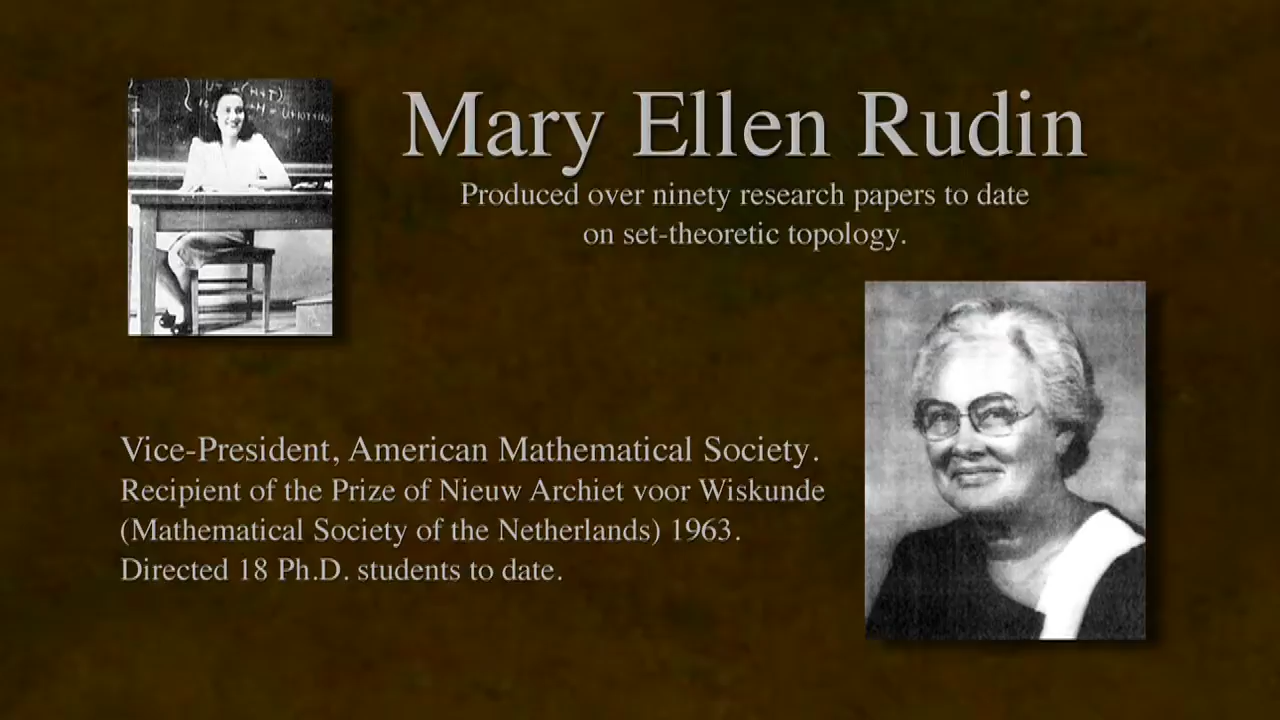 Mary Ellen Rudin
Produced over ninety research papers to date
on set-theoretic topology.
Vice-President, American Mathematical Society.
Recipient of the Prize of Nieuw Archiet voor Wiskunde
(Mathematical Society of the Netherlands) 1963.
Directed 18 Ph.D. students to date.